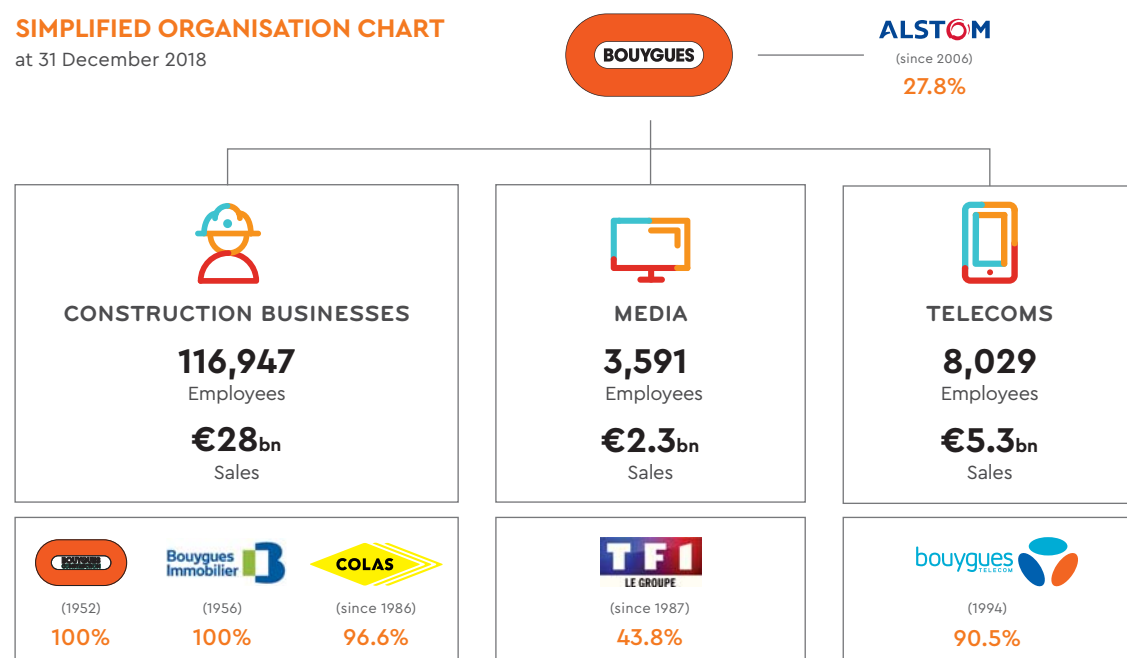 SIMPLIFIED ORGANISATION CHART
at 31 December 2018
BOUYGUES
ALSTOM
(since 2006)
27.8%
CONSTRUCTION BUSINESSES
116,947
Employees
€28bn
Sales
MEDIA
3,591
Employees
€2.3bn
Sales
TELECOMS
8,029
Employees
€5.3bn
Sales
BOUYGUES
(1952)
100%
Bouygues
Immobilier
(1956)
100%
COLAS
(since 1986)
96.6%
TF1
LE GROUPE
(since 1987)
43.8%
bouygues
TELECOM
(1994)
90.5%